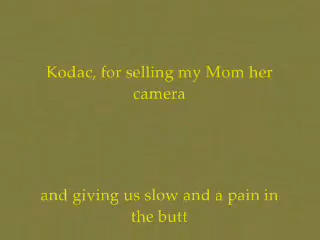 Kodac, for selling my Mom her
camera
and giving us slow and a pain in
the butt